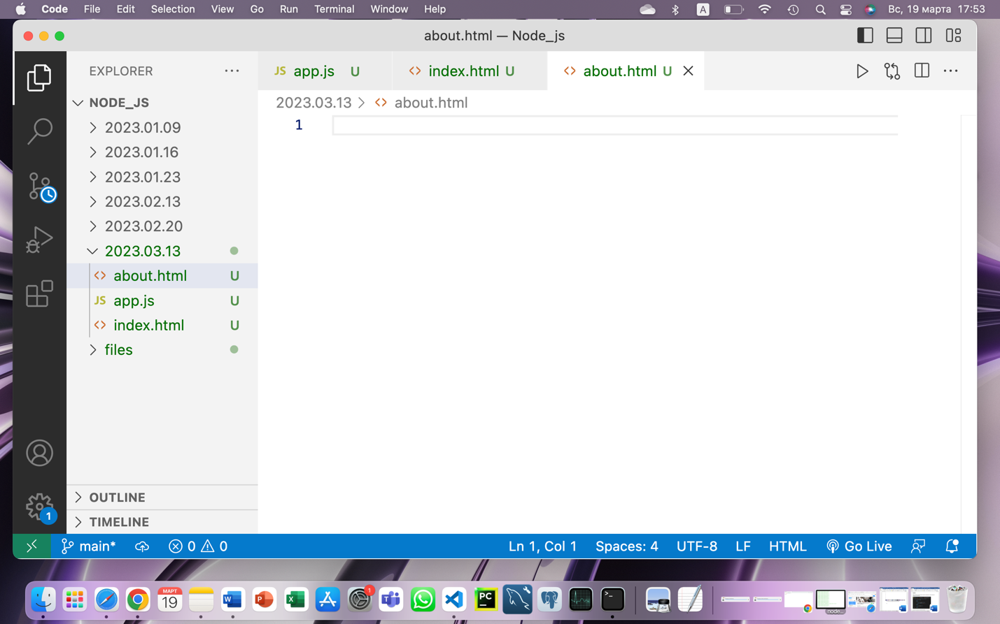 Code File Edit Selection View Go Run Terminal Window Help A Вс, 19 марта 17:53
about.html — Node_js
EXPLORER
JS app.js U
index.html U
about.html U
2023.03.13 > about.html
NODE_JS
1
2023.01.09
2023.01.16
2023.01.23
2023.02.13
2023.02.20
2023.03.13
about.html U
JS app.js U
index.html U
files
OUTLINE
TIMELINE
1
main* 0 0 Ln 1, Col 1 Spaces: 4 UTF-8 LF HTML Go Live
МАРТ
19
W
P
X
1
T
PC
>_
node...